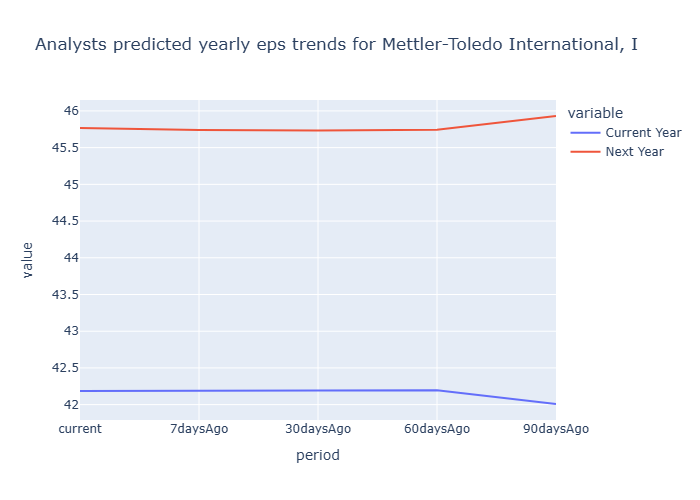 Analysts predicted yearly eps trends for Mettler-Toledo International, I
variable
Current Year
Next Year
value
46
45.5
45
44.5
44
43.5
43
42.5
42
current 7daysAgo 30daysAgo 60daysAgo 90daysAgo
period